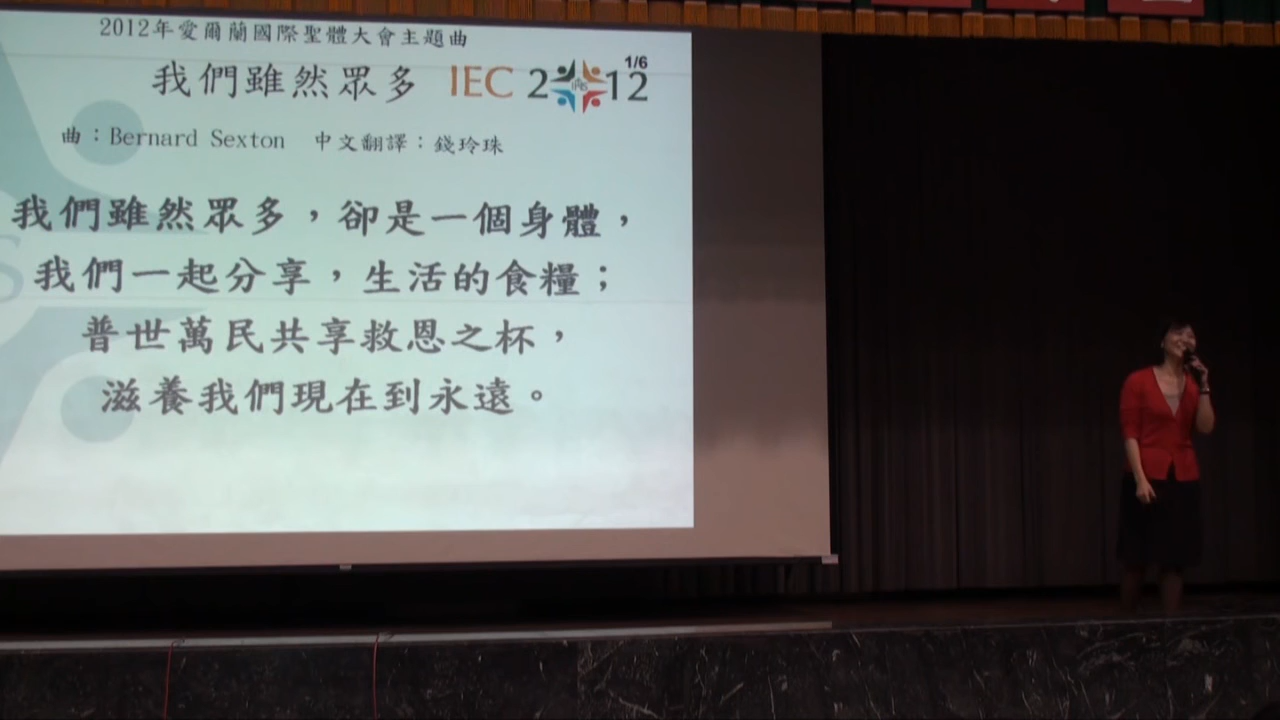 2012年愛爾蘭國際聖體大會主題曲
我們雖然眾多 IEC 2012
1/6
曲：Bernard Sexton 中文翻譯：錢玲珠
我們雖然眾多，卻是一個身體，
我們一起分享，生活的食糧；
普世萬民共享救恩之杯，
滋養我們現在到永遠。